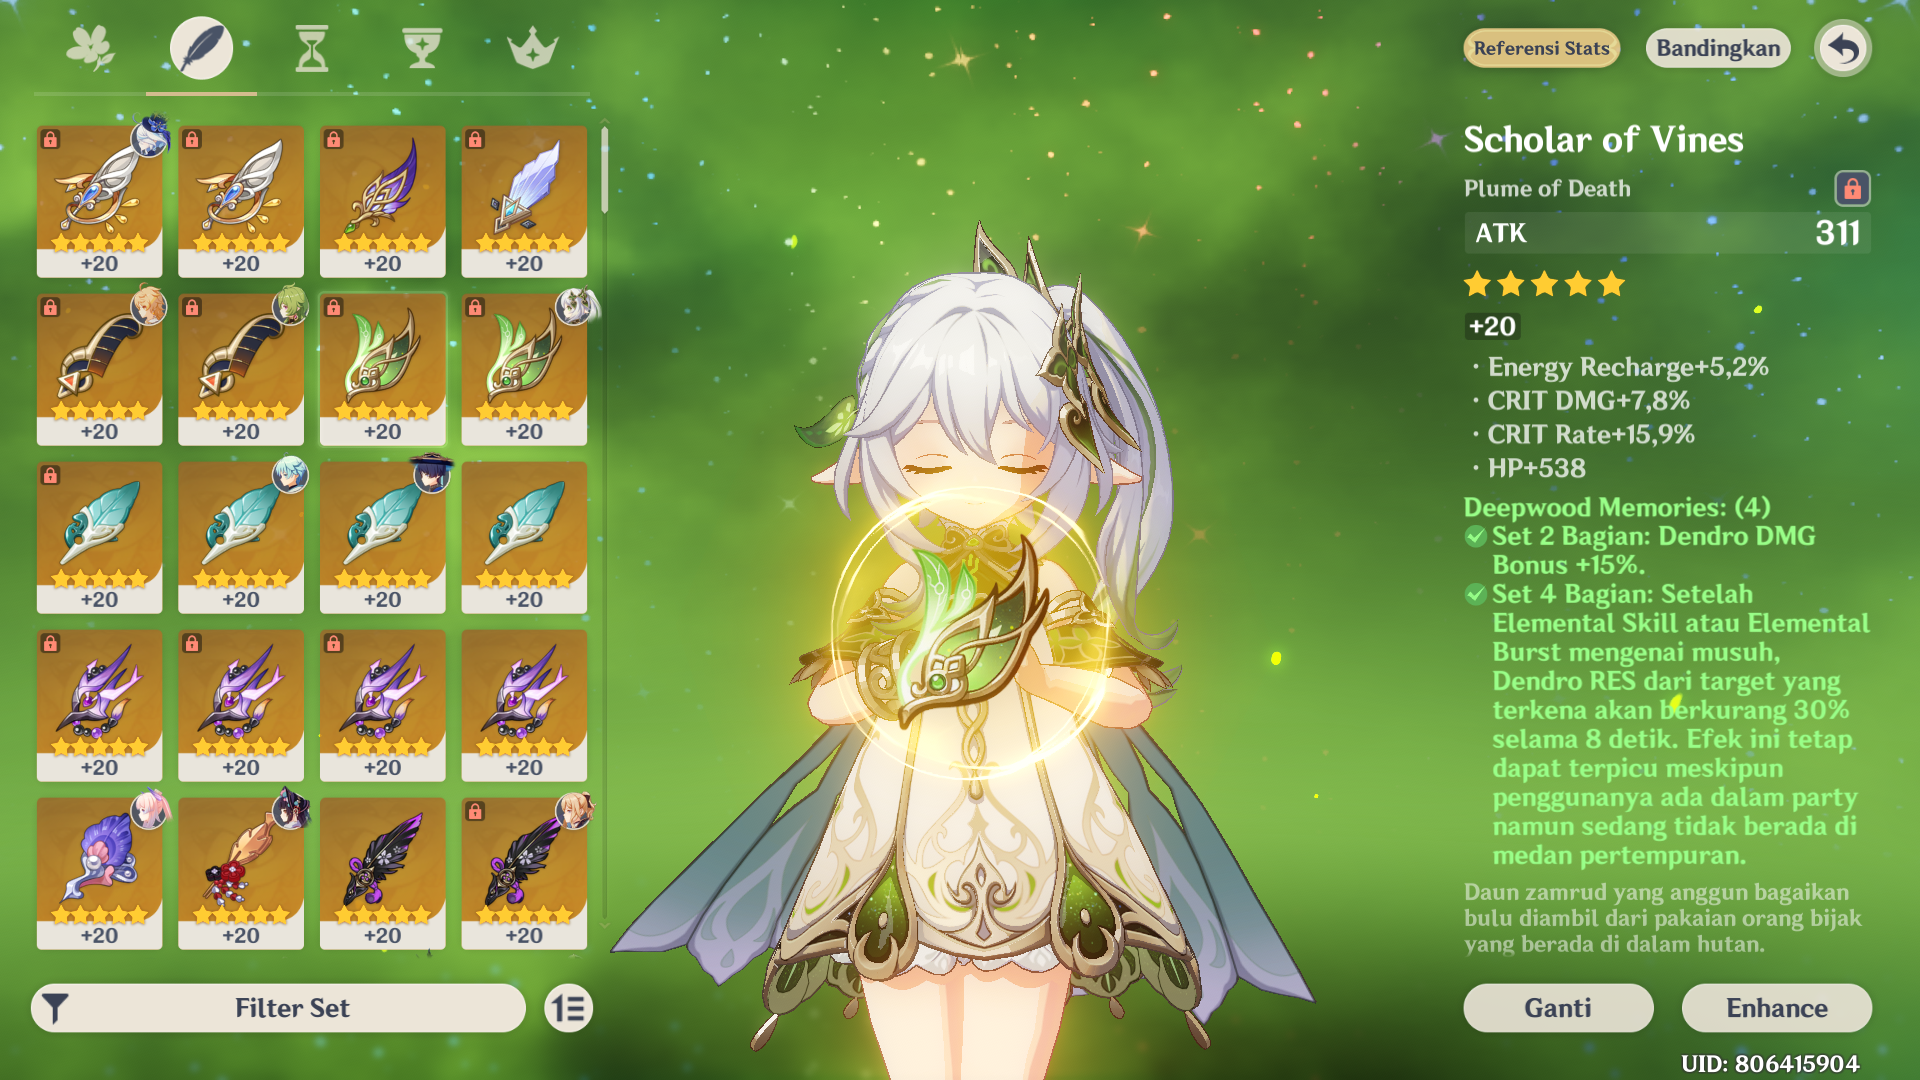 Referensi Stats
Bandingkan
Scholar of Vines
Plume of Death
ATK 311
+20
· Energy Recharge+5,2%
· CRIT DMG+7,8%
· CRIT Rate+15,9%
· HP+538
Deepwood Memories: (4)
Set 2 Bagian: Dendro DMG
Bonus +15%.
Set 4 Bagian: Setelah
Elemental Skill atau Elemental
Burst mengenai musuh,
Dendro RES dari target yang
terkena akan berkurang 30%
selama 8 detik. Efek ini tetap
dapat terpicu meskipun
penggunanya ada dalam party
namun sedang tidak berada di
medan pertempuran.
Daun zamrud yang anggun bagaikan
bulu diambil dari pakaian orang bijak
yang berada di dalam hutan.
+20 +20 +20 +20
+20 +20 +20 +20
+20 +20 +20 +20
+20 +20 +20 +20
+20 +20 +20 +20
Filter Set
1
Ganti
Enhance
UID: 806415904